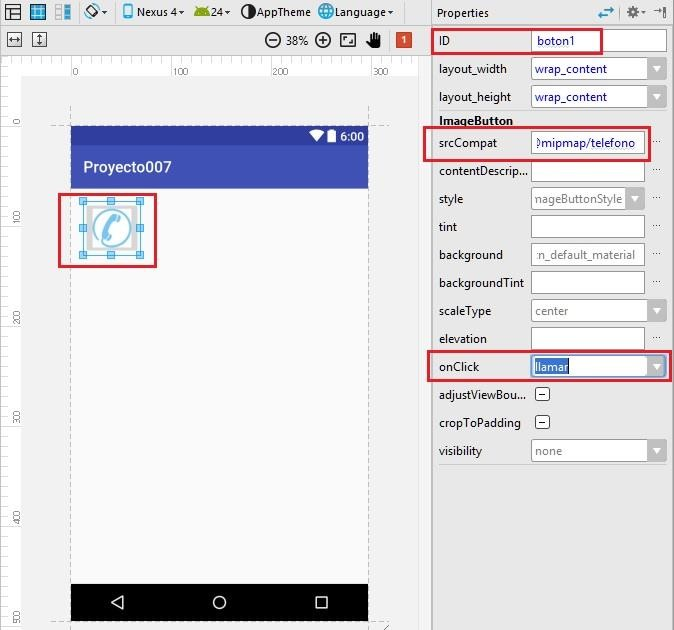 Nexus 4
24
AppTheme
Language
38%
1
0
100
200
300
0
100
200
300
400
500
6:00
Proyecto007
Properties
ID boton1
layout_width wrap_content
layout_height wrap_content
ImageButton
srcCompat @mipmap/telefono ...
contentDescrip... ...
style mageButtonStyle ...
tint ...
background :n_default_material ...
backgroundTint ...
scaleType center
elevation ...
onClick llamar
adjustViewBou...
cropToPadding
visibility none